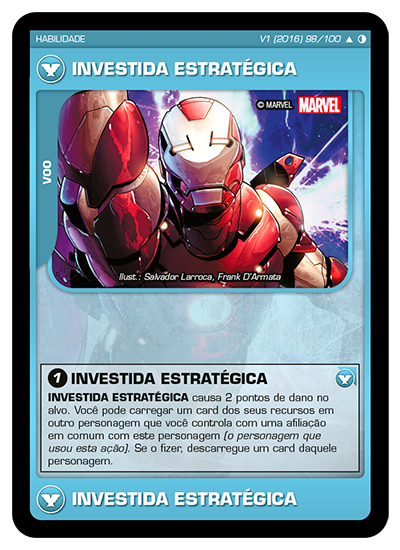 HABILIDADE
V1 (2016) 98/100
INVESTIDA ESTRATÉGICA
© MARVEL MARVEL
VOO
Ilust.: Salvador Larroca, Frank D'Armata
1 INVESTIDA ESTRATÉGICA
INVESTIDA ESTRATÉGICA causa 2 pontos de dano no
alvo. Você pode carregar um card dos seus recursos em
outro personagem que você controla com uma afiliação
em comum com este personagem (o personagem que
usou esta ação). Se o fizer, descarregue um card daquele
personagem.
INVESTIDA ESTRATÉGICA